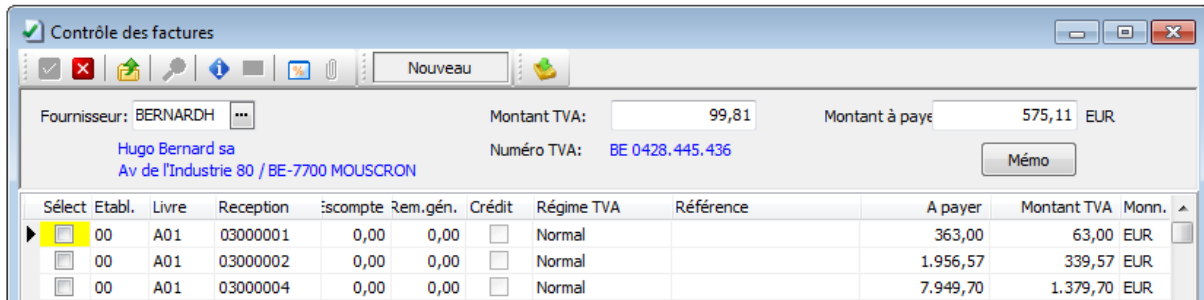 Contrôle des factures
Nouveau
Fournisseur: BERNARDH ... Montant TVA: 99,81 Montant à paye 575,11 EUR
Hugo Bernard sa Numéro TVA: BE 0428.445.436 Mémo
Av de l'Industrie 80 / BE-7700 MOUSCRON
Sélect Etabl. Livre Reception Escompte Rem.gén. Crédit Régime TVA Référence A payer Montant TVA Monn.
00 A01 03000001 0,00 0,00 Normal 363,00 63,00 EUR
00 A01 03000002 0,00 0,00 Normal 1.956,57 339,57 EUR
00 A01 03000004 0,00 0,00 Normal 7.949,70 1.379,70 EUR